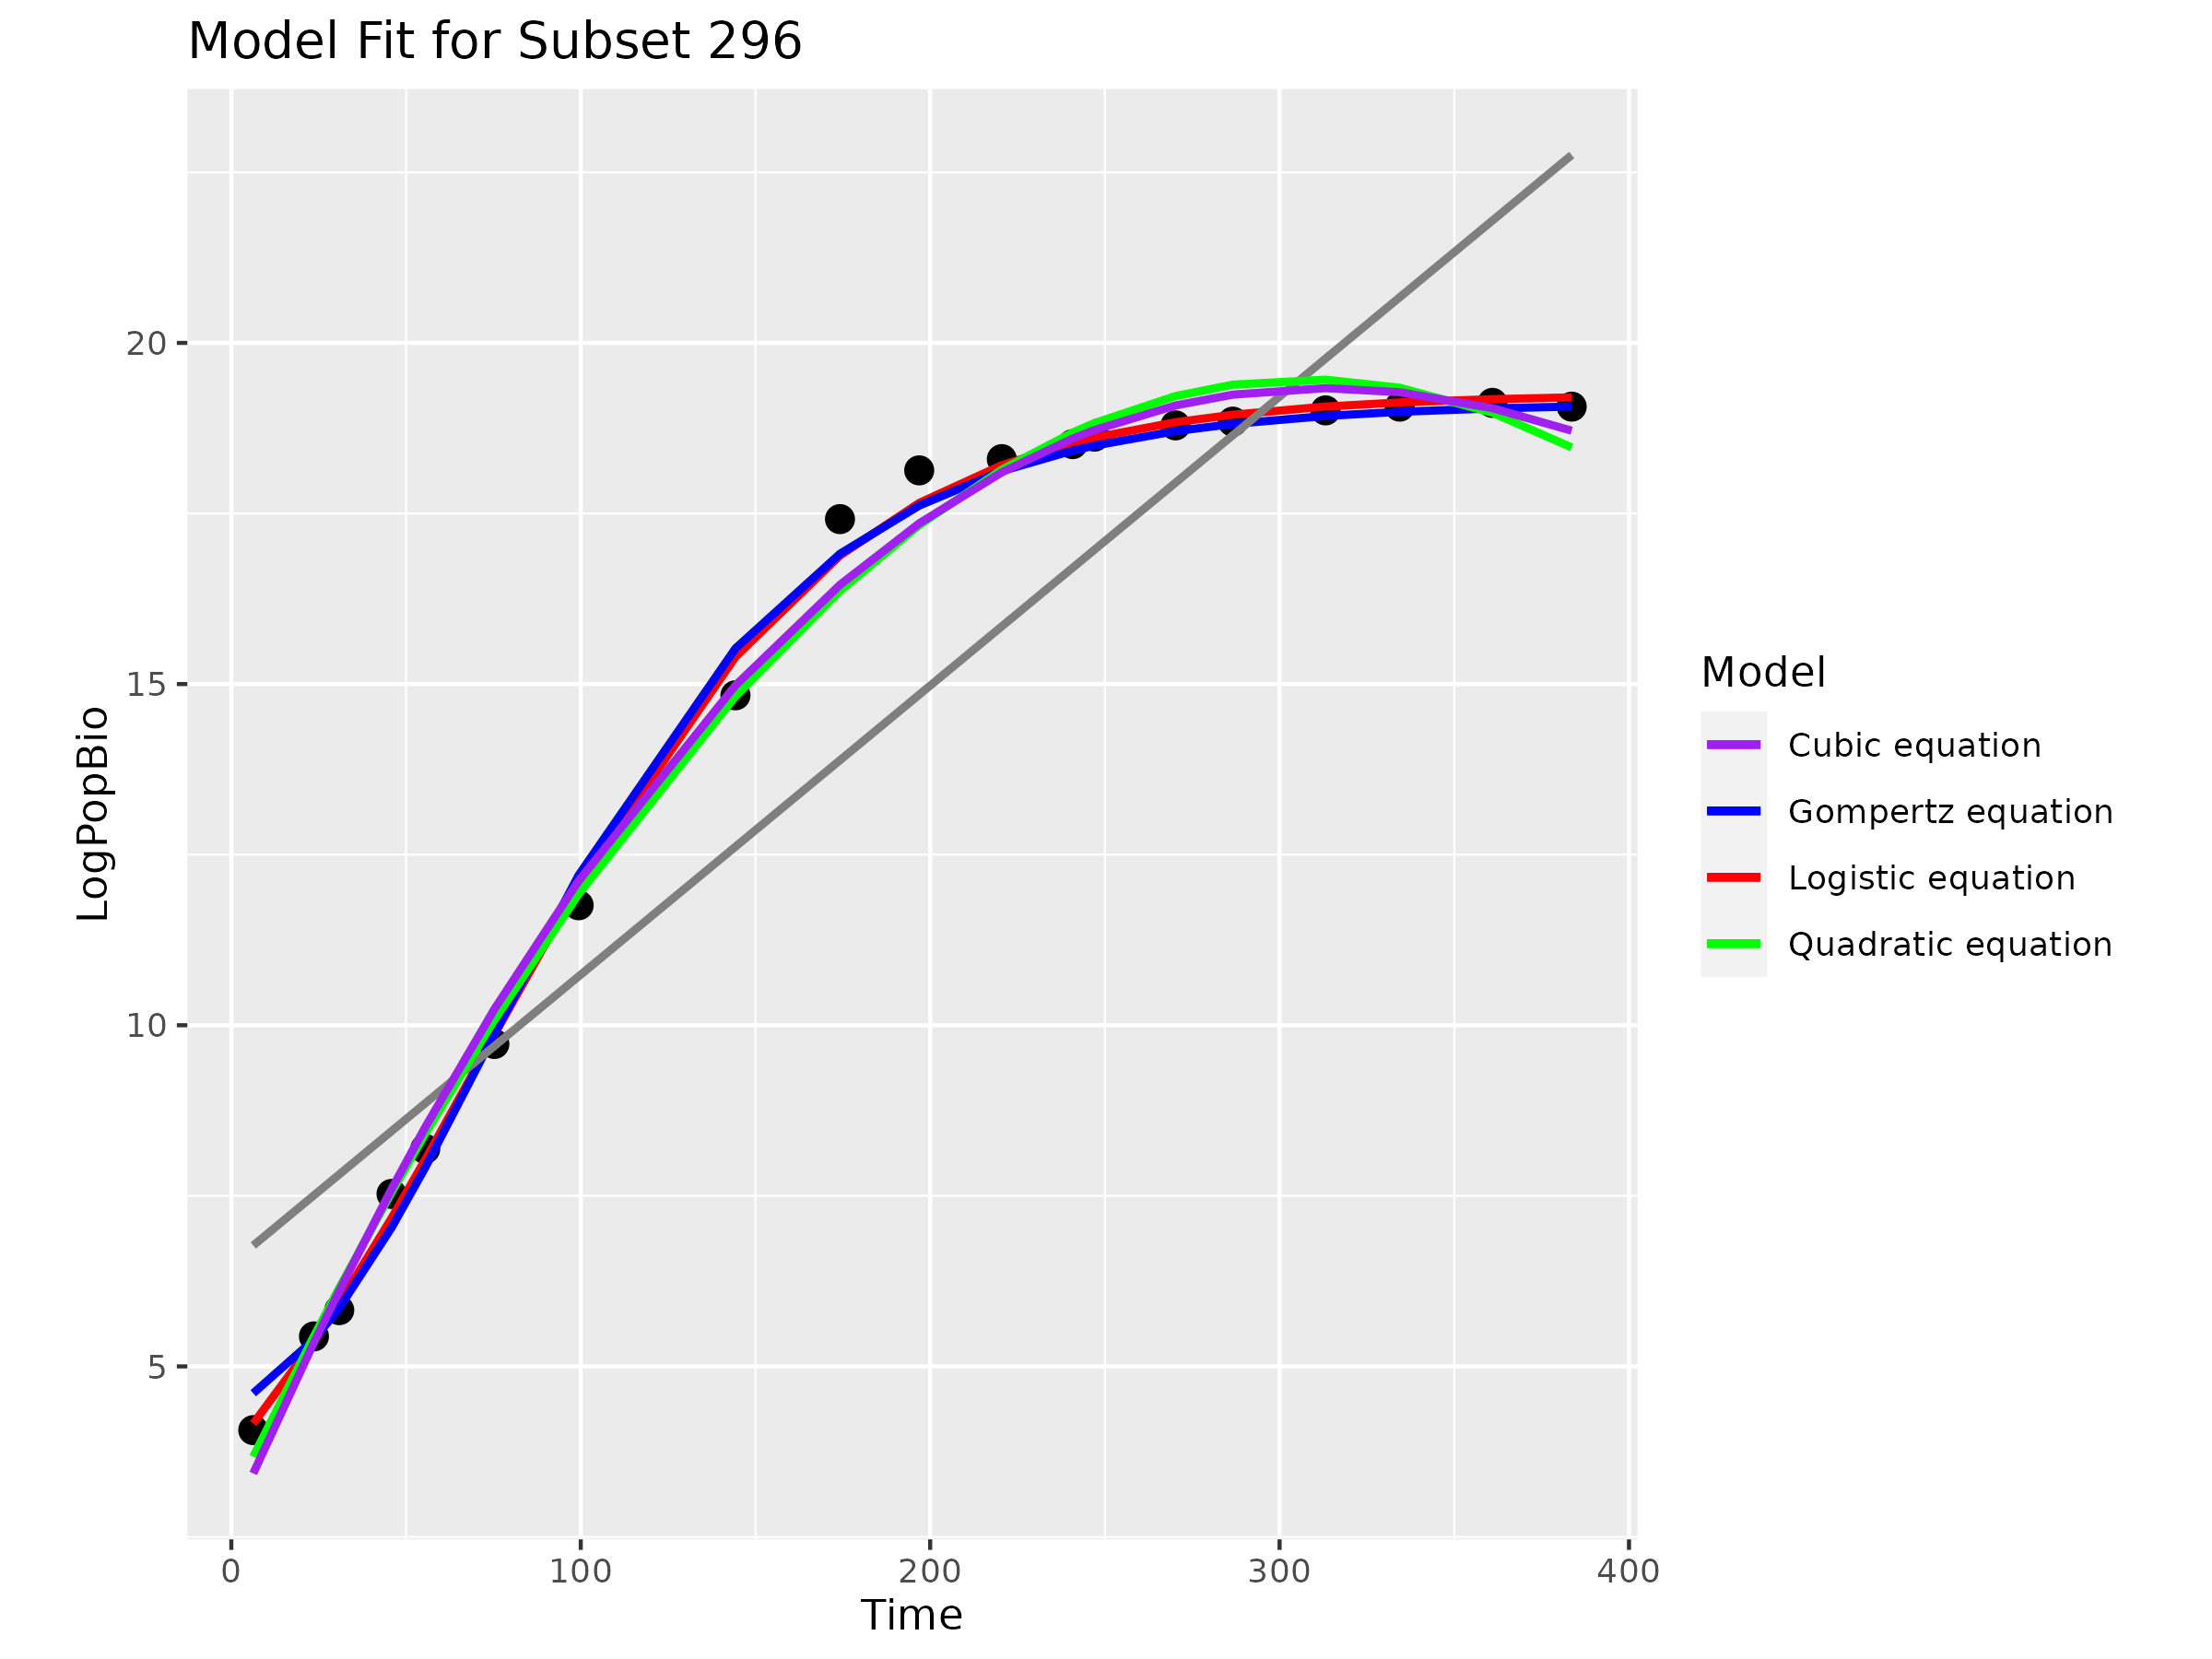 Model Fit for Subset 296
20
15
10
5
LogPopBio
0 100 200 300 400
Time
Model
Cubic equation
Gompertz equation
Logistic equation
Quadratic equation